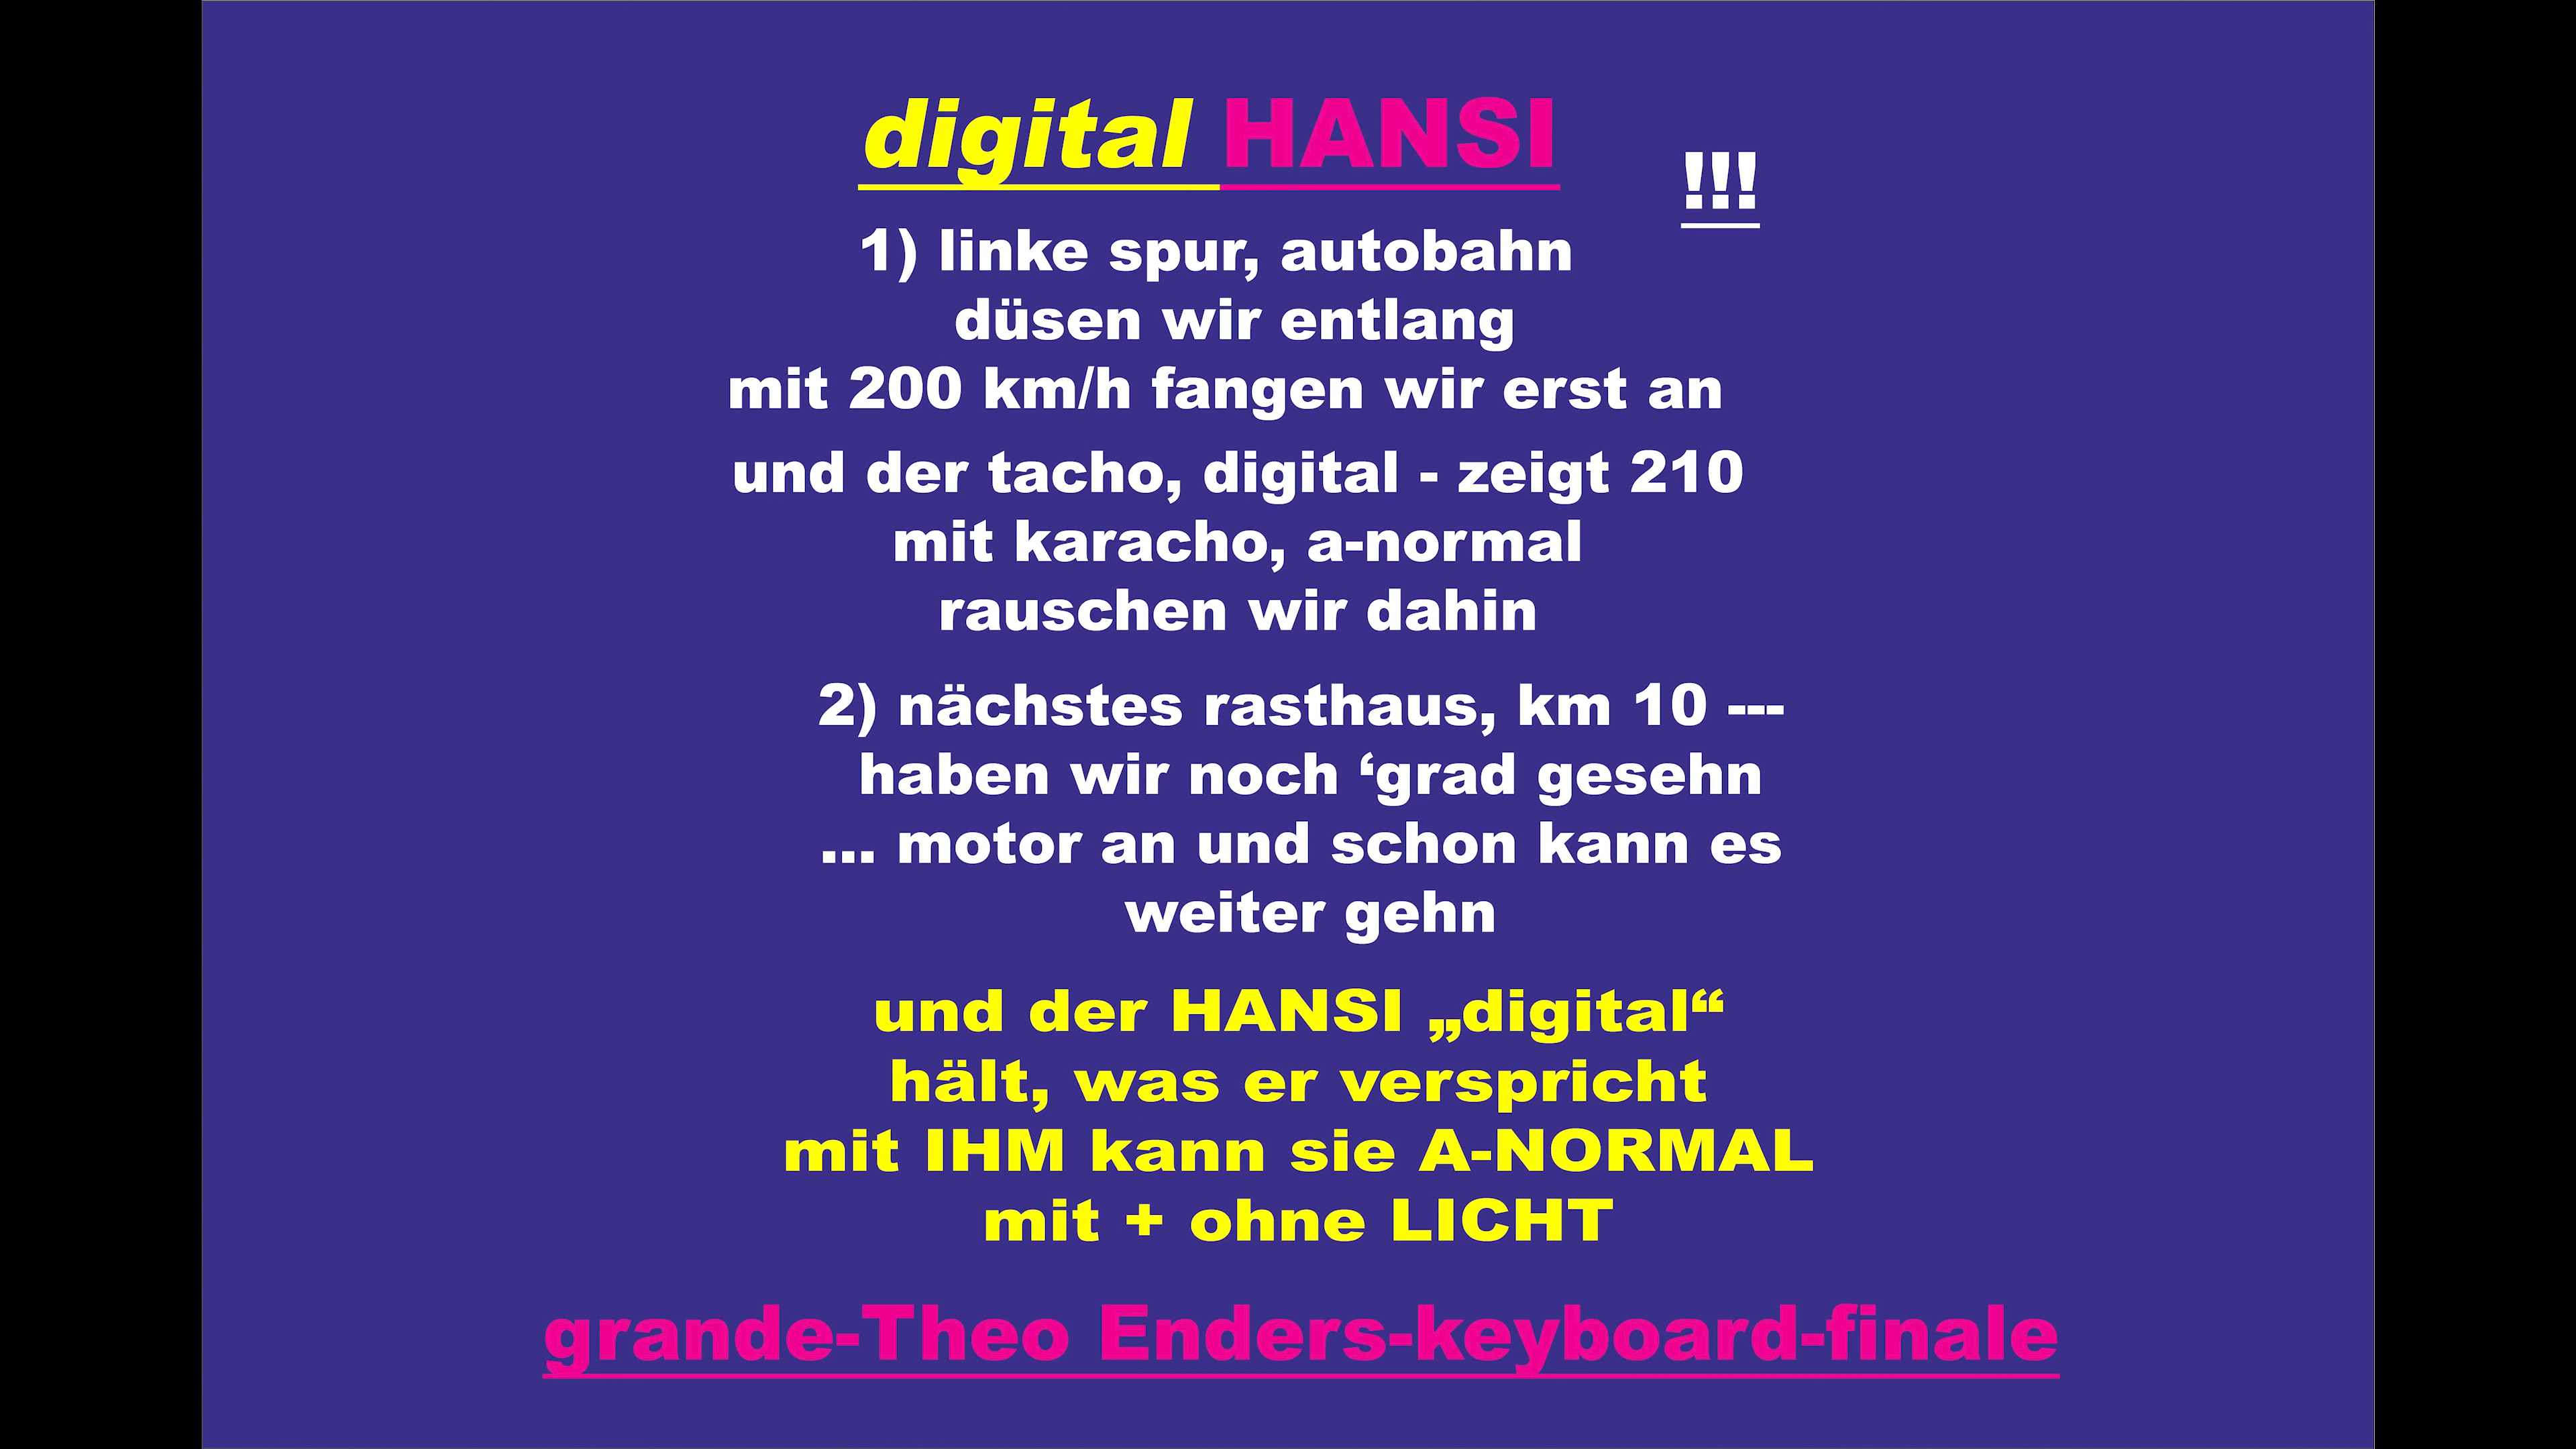 digital HANSI
!!!
1) linke spur, autobahn
düsen wir entlang
mit 200 km/h fangen wir erst an
und der tacho, digital - zeigt 210
mit karacho, a-normal
rauschen wir dahin
2) nächstes rasthaus, km 10 ---
haben wir noch ‘grad gesehn
... motor an und schon kann es
weiter gehn
und der HANSI „digital“
hält, was er verspricht
mit IHM kann sie A-NORMAL
mit + ohne LICHT
grande-Theo Enders-keyboard-finale